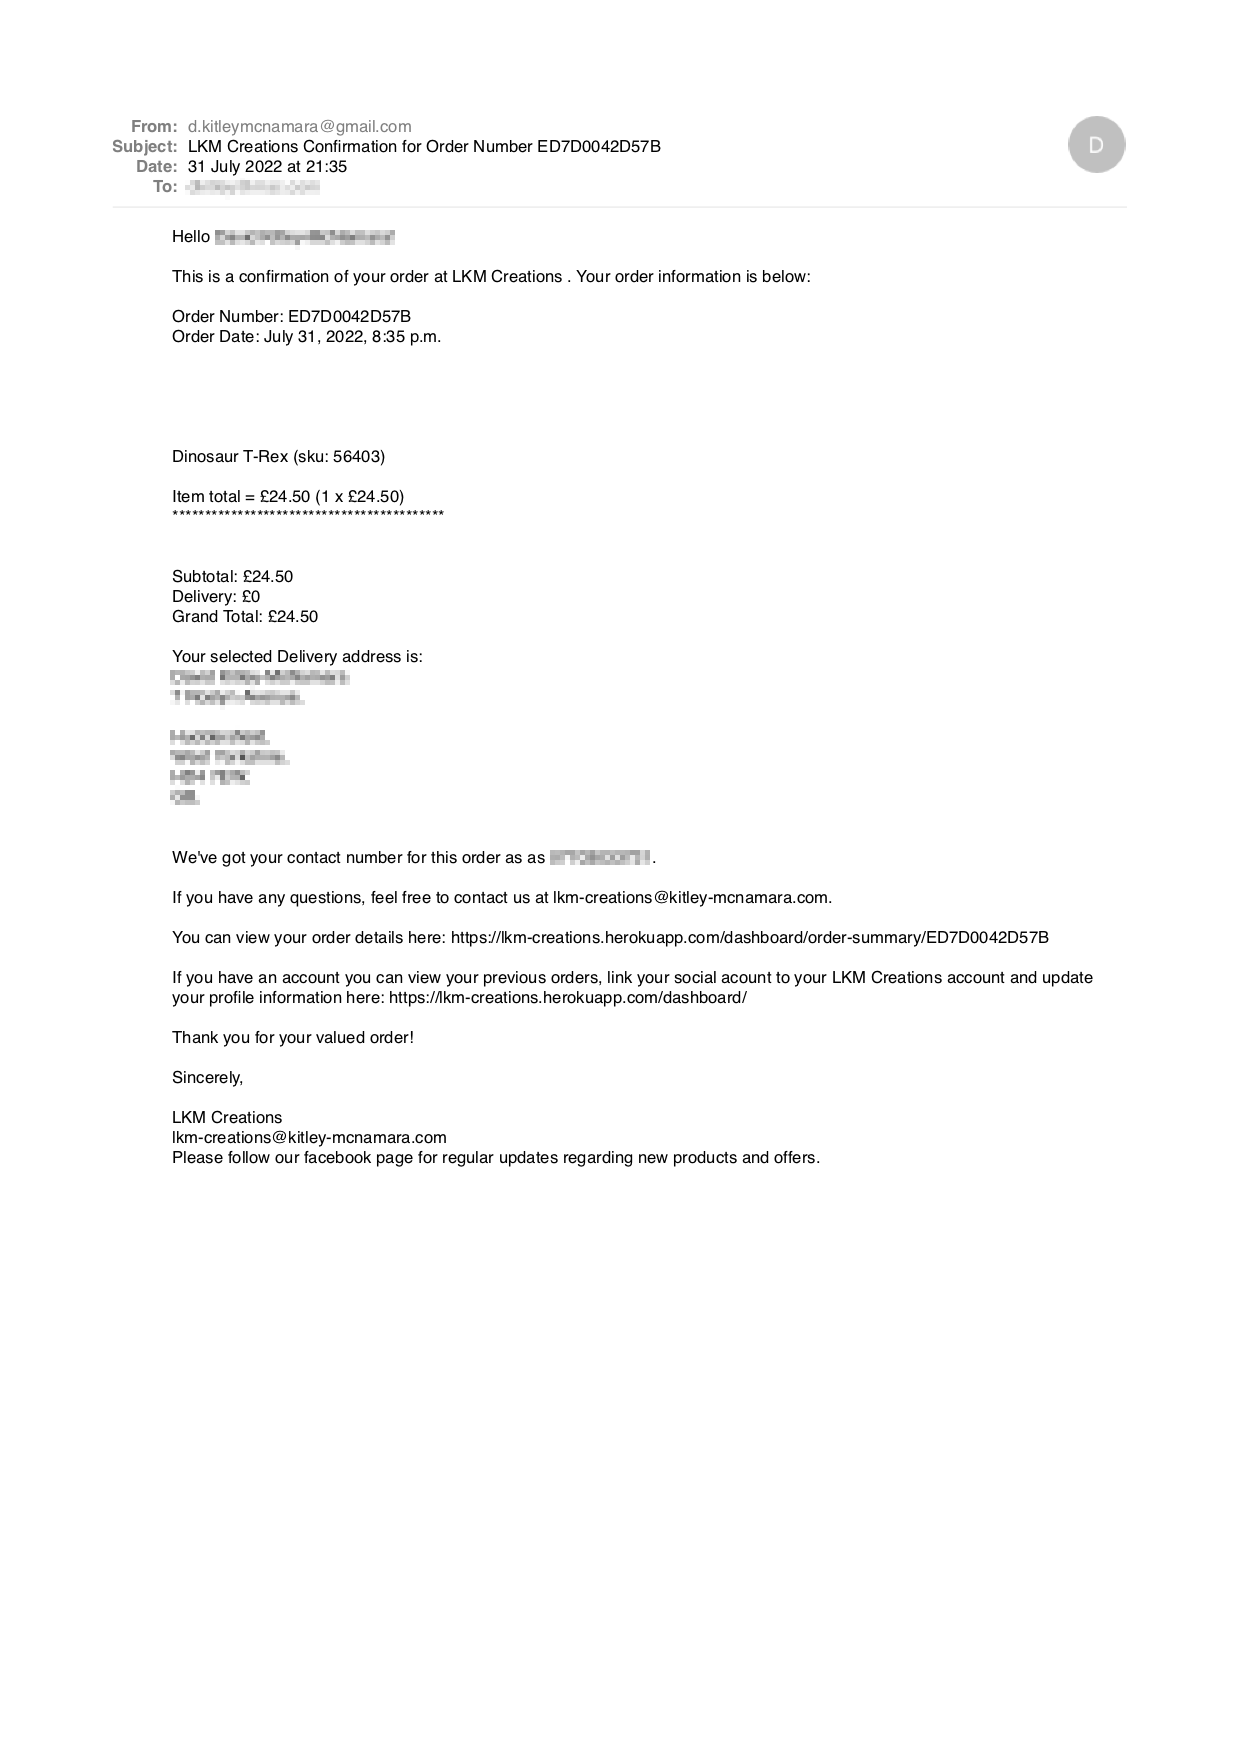 From: d.kitleymcnamara@gmail.com
Subject: LKM Creations Confirmation for Order Number ED7D0042D57B
Date: 31 July 2022 at 21:35
To:
D
Hello
This is a confirmation of your order at LKM Creations . Your order information is below:
Order Number: ED7D0042D57B
Order Date: July 31, 2022, 8:35 p.m.
Dinosaur T-Rex (sku: 56403)
Item total = £24.50 (1 x £24.50)
******************************************
Subtotal: £24.50
Delivery: £0
Grand Total: £24.50
Your selected Delivery address is:
We've got your contact number for this order as as .
If you have any questions, feel free to contact us at lkm-creations@kitley-mcnamara.com.
You can view your order details here: https://lkm-creations.herokuapp.com/dashboard/order-summary/ED7D0042D57B
If you have an account you can view your previous orders, link your social acount to your LKM Creations account and update
your profile information here: https://lkm-creations.herokuapp.com/dashboard/
Thank you for your valued order!
Sincerely,
LKM Creations
lkm-creations@kitley-mcnamara.com
Please follow our facebook page for regular updates regarding new products and offers.